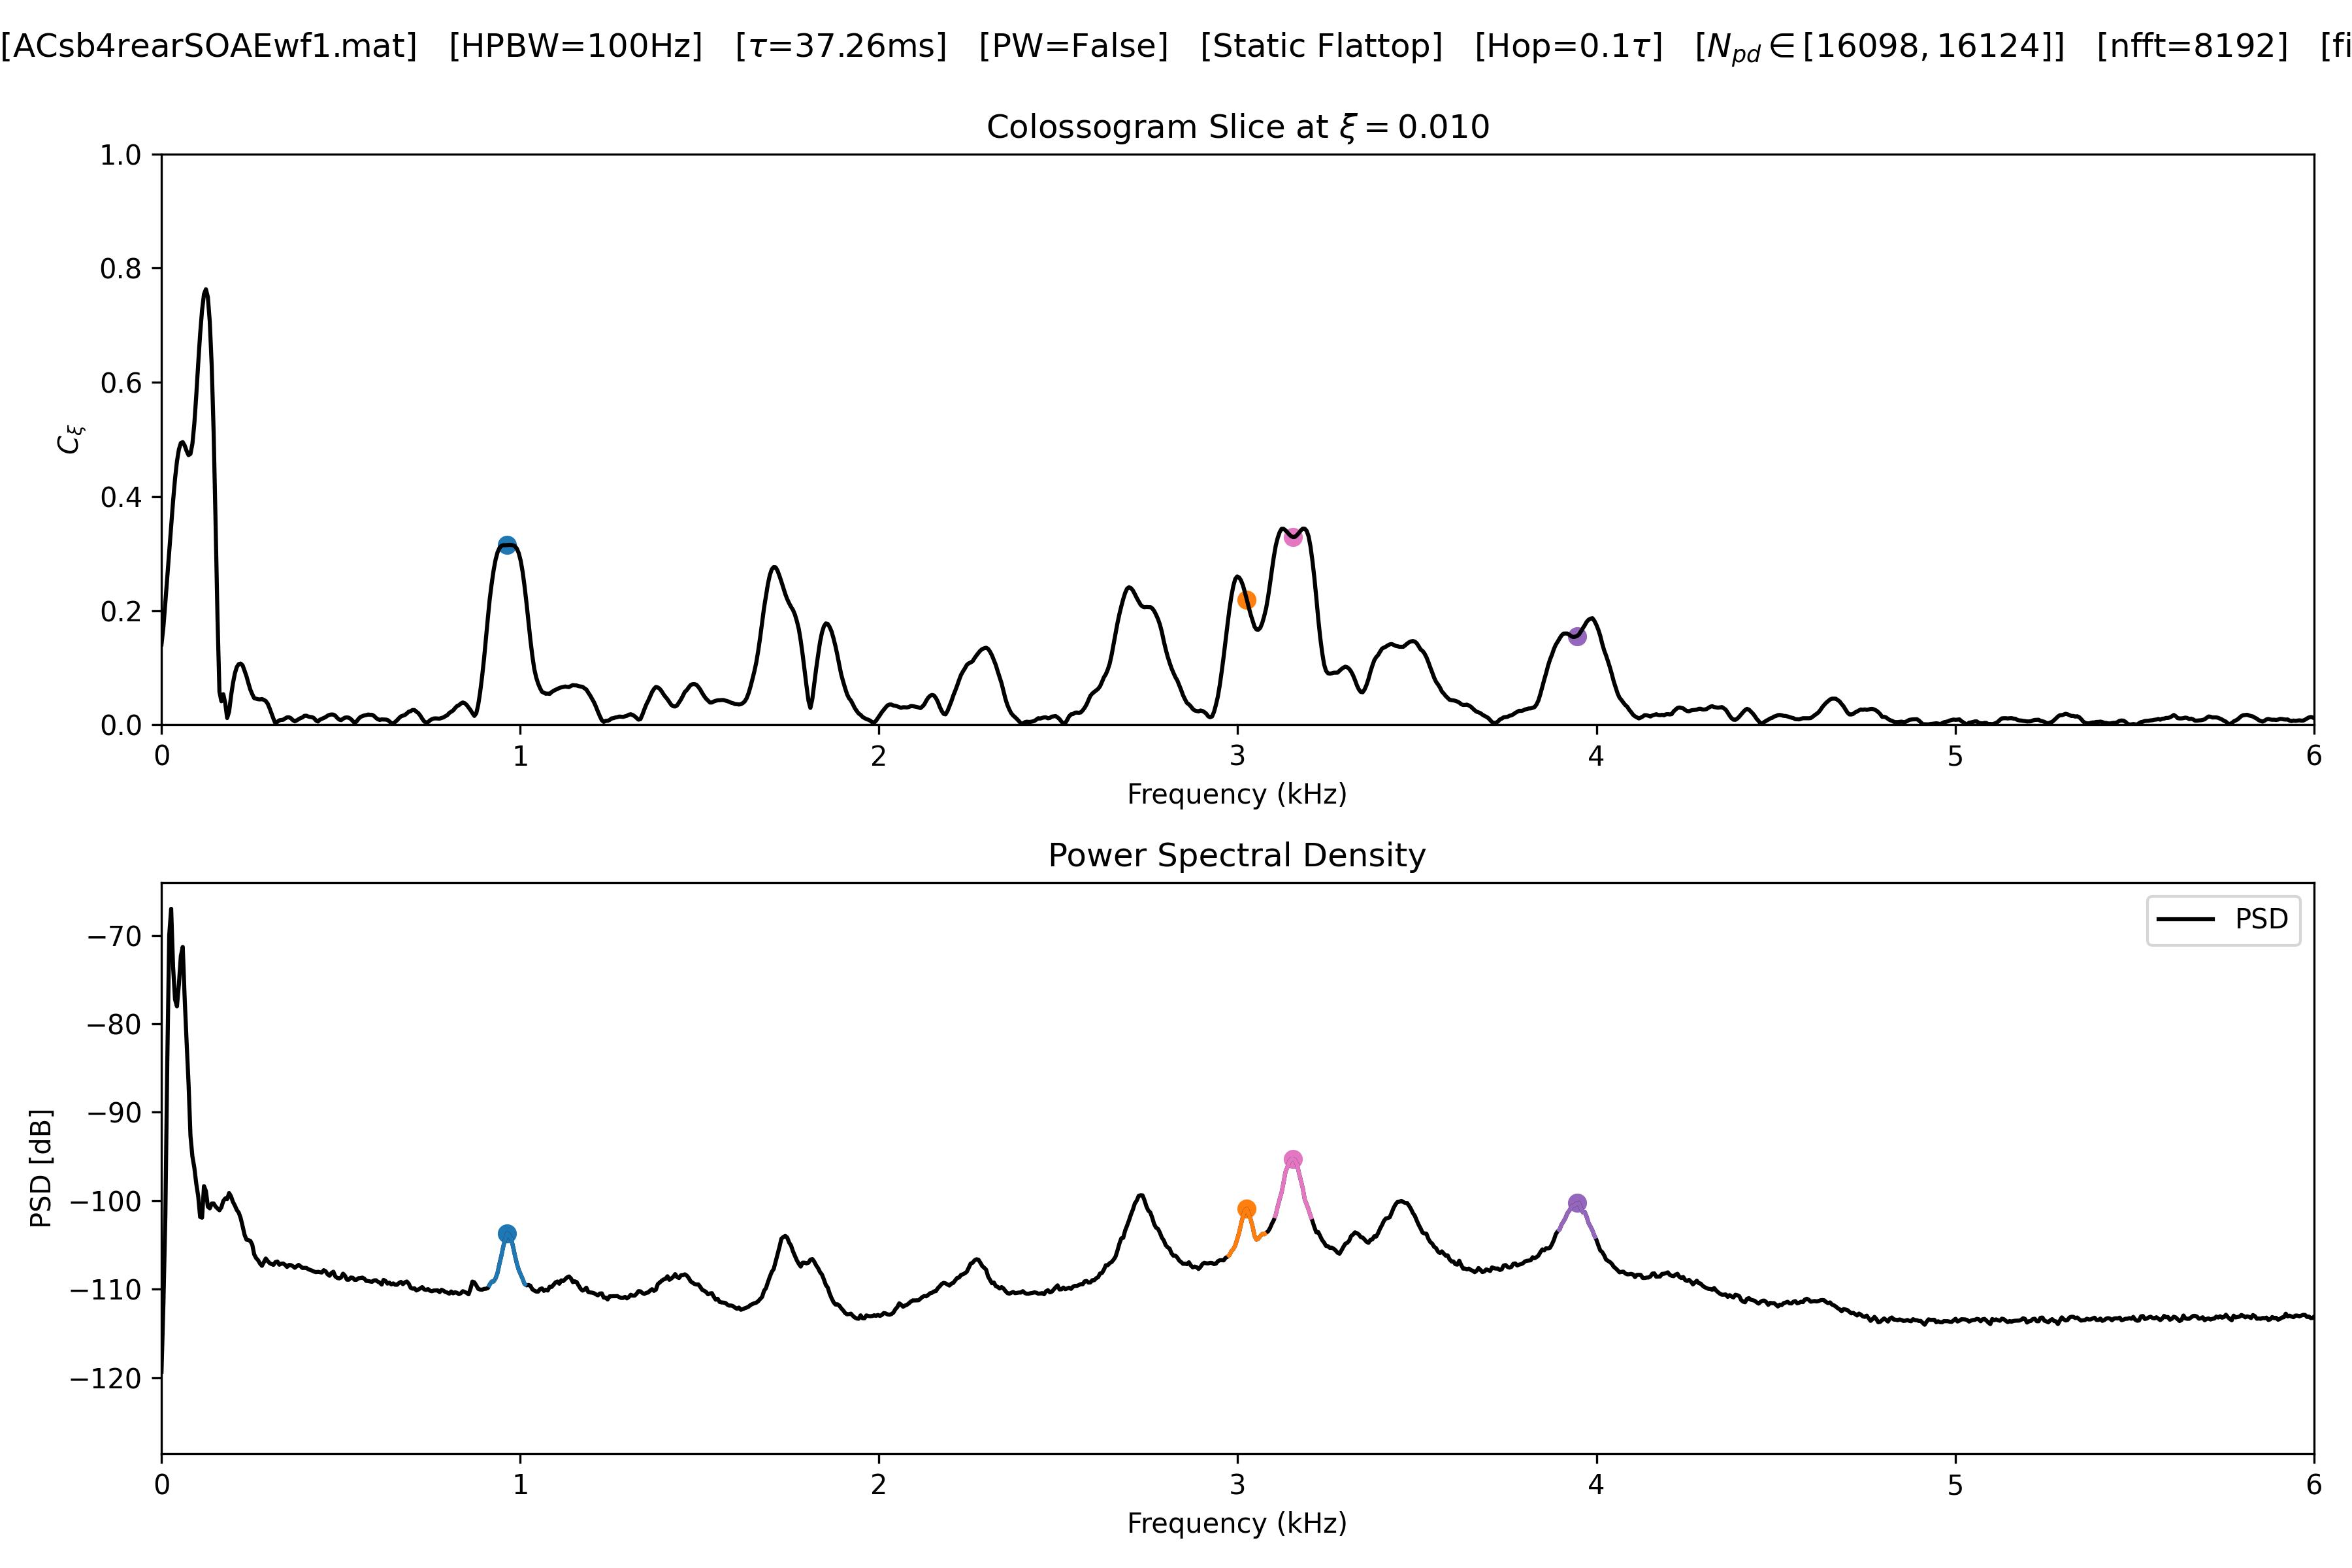 [ACsb4rearSOAEwf1.mat] [HPBW=100Hz] [τ=37.26ms] [PW=False] [Static Flattop] [Hop=0.1τ] [N_pd ∈ [16098, 16124]] [nfft=8192] [fi
Colossogram Slice at ξ = 0.010
1.0
0.8
0.6
0.4
0.2
0.0
C_ξ
0 1 2 3 4 5 6
Frequency (kHz)
Power Spectral Density
PSD
−70
−80
−90
−100
−110
−120
PSD [dB]
0 1 2 3 4 5 6
Frequency (kHz)